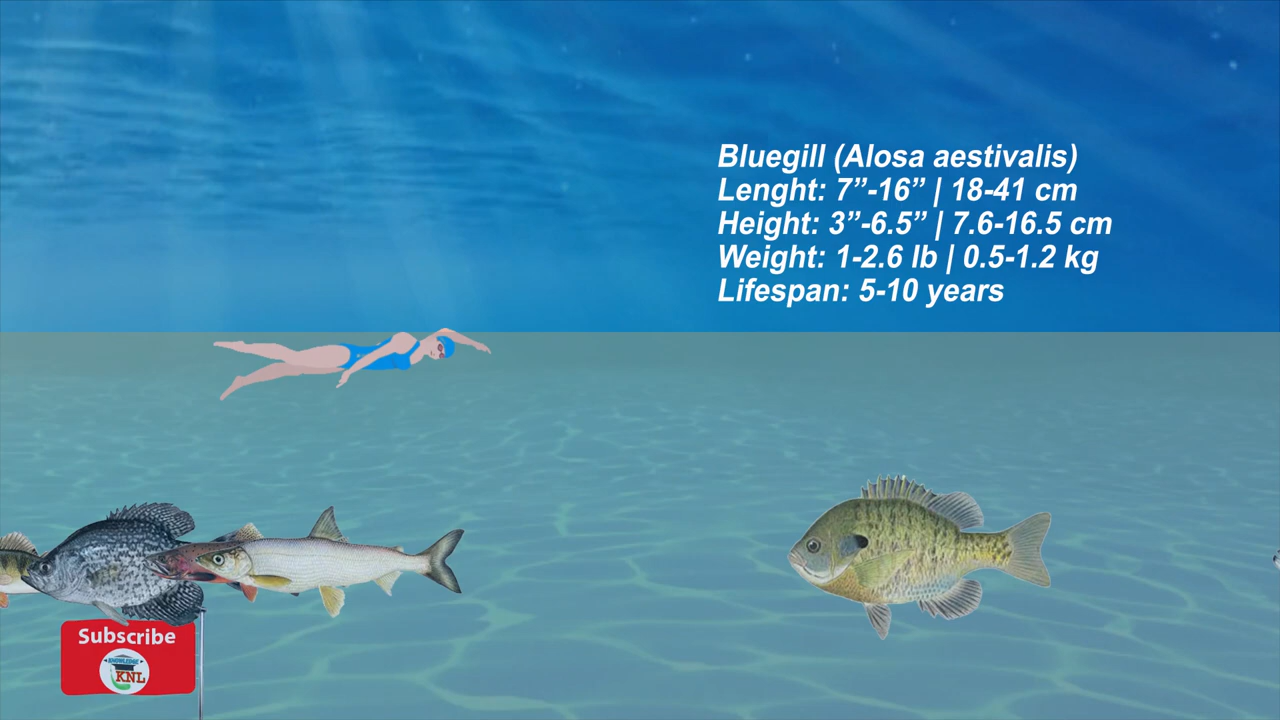 Bluegill (Alosa aestivalis)
Lenght: 7”-16” | 18-41 cm
Height: 3”-6.5” | 7.6-16.5 cm
Weight: 1-2.6 lb | 0.5-1.2 kg
Lifespan: 5-10 years
Subscribe
KNOWLEDGE
KNL